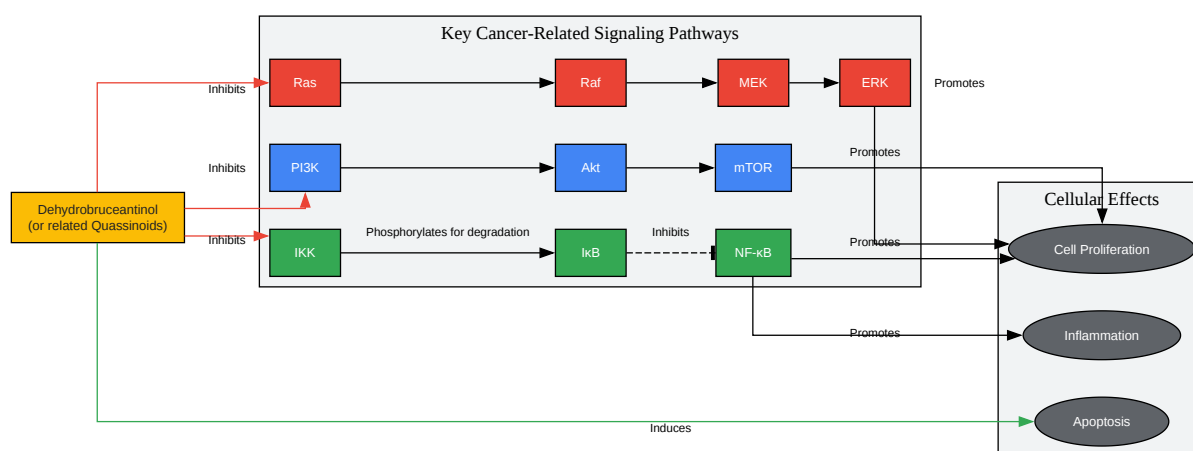 Key Cancer-Related Signaling Pathways
Inhibits
Ras
Raf
MEK
ERK
Promotes
Inhibits
PI3K
Akt
mTOR
Promotes
Dehydrobruceantinol
(or related Quassinoids)
Inhibits
IKK
Phosphorylates for degradation
IκB
Inhibits
NF-κB
Promotes
Cellular Effects
Cell Proliferation
Promotes
Inflammation
Induces
Apoptosis